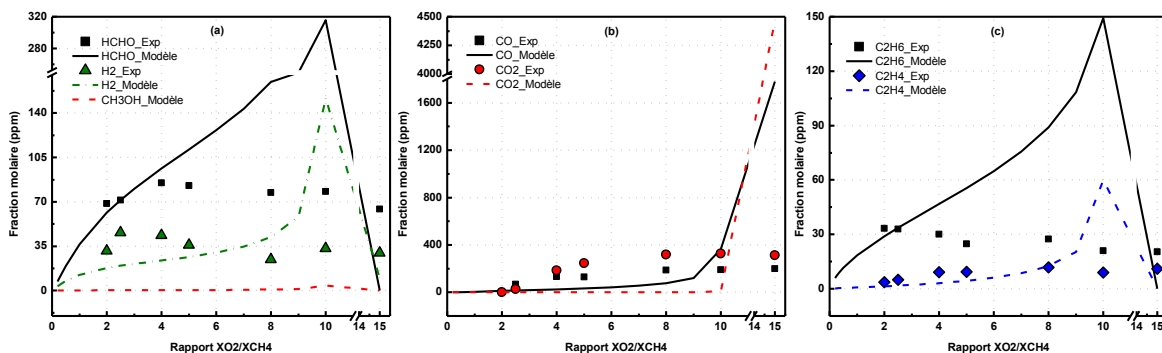 (a)
HCHO_Exp
HCHO_Modèle
H2_Exp
H2_Modèle
CH3OH_Modèle
320
280
140
105
70
35
0
Fraction molaire (ppm)
0 2 4 6 8 10 14 15
Rapport XO2/XCH4
(b)
CO_Exp
CO_Modèle
CO2_Exp
CO2_Modèle
4500
4250
4000
1600
1200
800
400
0
Fraction molaire (ppm)
0 2 4 6 8 10 14 15
Rapport XO2/XCH4
(c)
C2H6_Exp
C2H6_Modèle
C2H4_Exp
C2H4_Modèle
150
120
90
60
30
0
Fraction molaire (ppm)
0 2 4 6 8 10 14 15
Rapport XO2/XCH4